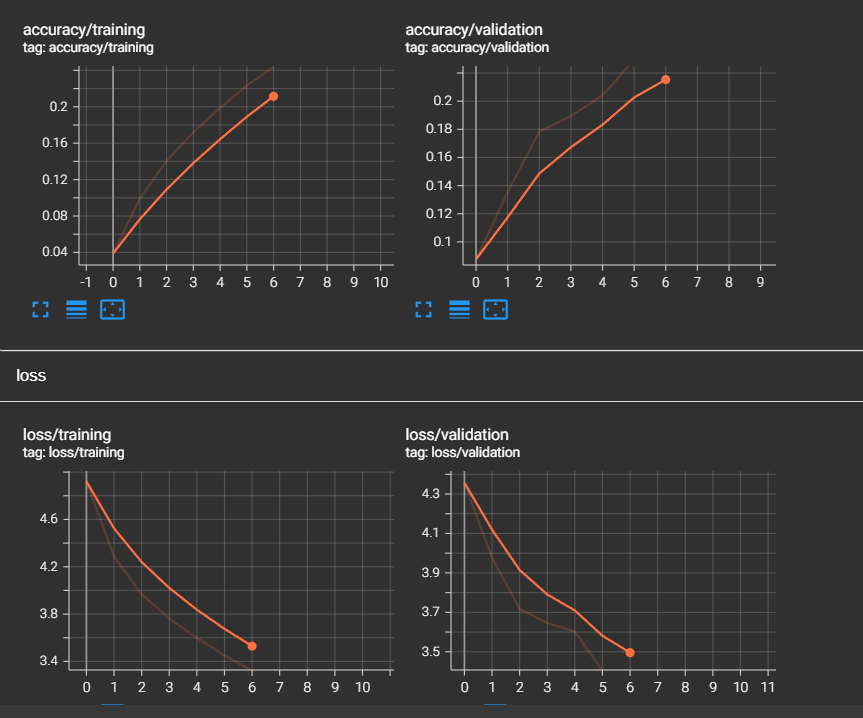 accuracy/training
tag: accuracy/training
0.2
0.16
0.12
0.08
0.04
-1 0 1 2 3 4 5 6 7 8 9 10
accuracy/validation
tag: accuracy/validation
0.2
0.18
0.16
0.14
0.12
0.1
0 1 2 3 4 5 6 7 8 9
loss
loss/training
tag: loss/training
4.6
4.2
3.8
3.4
0 1 2 3 4 5 6 7 8 9 10
loss/validation
tag: loss/validation
4.3
4.1
3.9
3.7
3.5
0 1 2 3 4 5 6 7 8 9 10 11